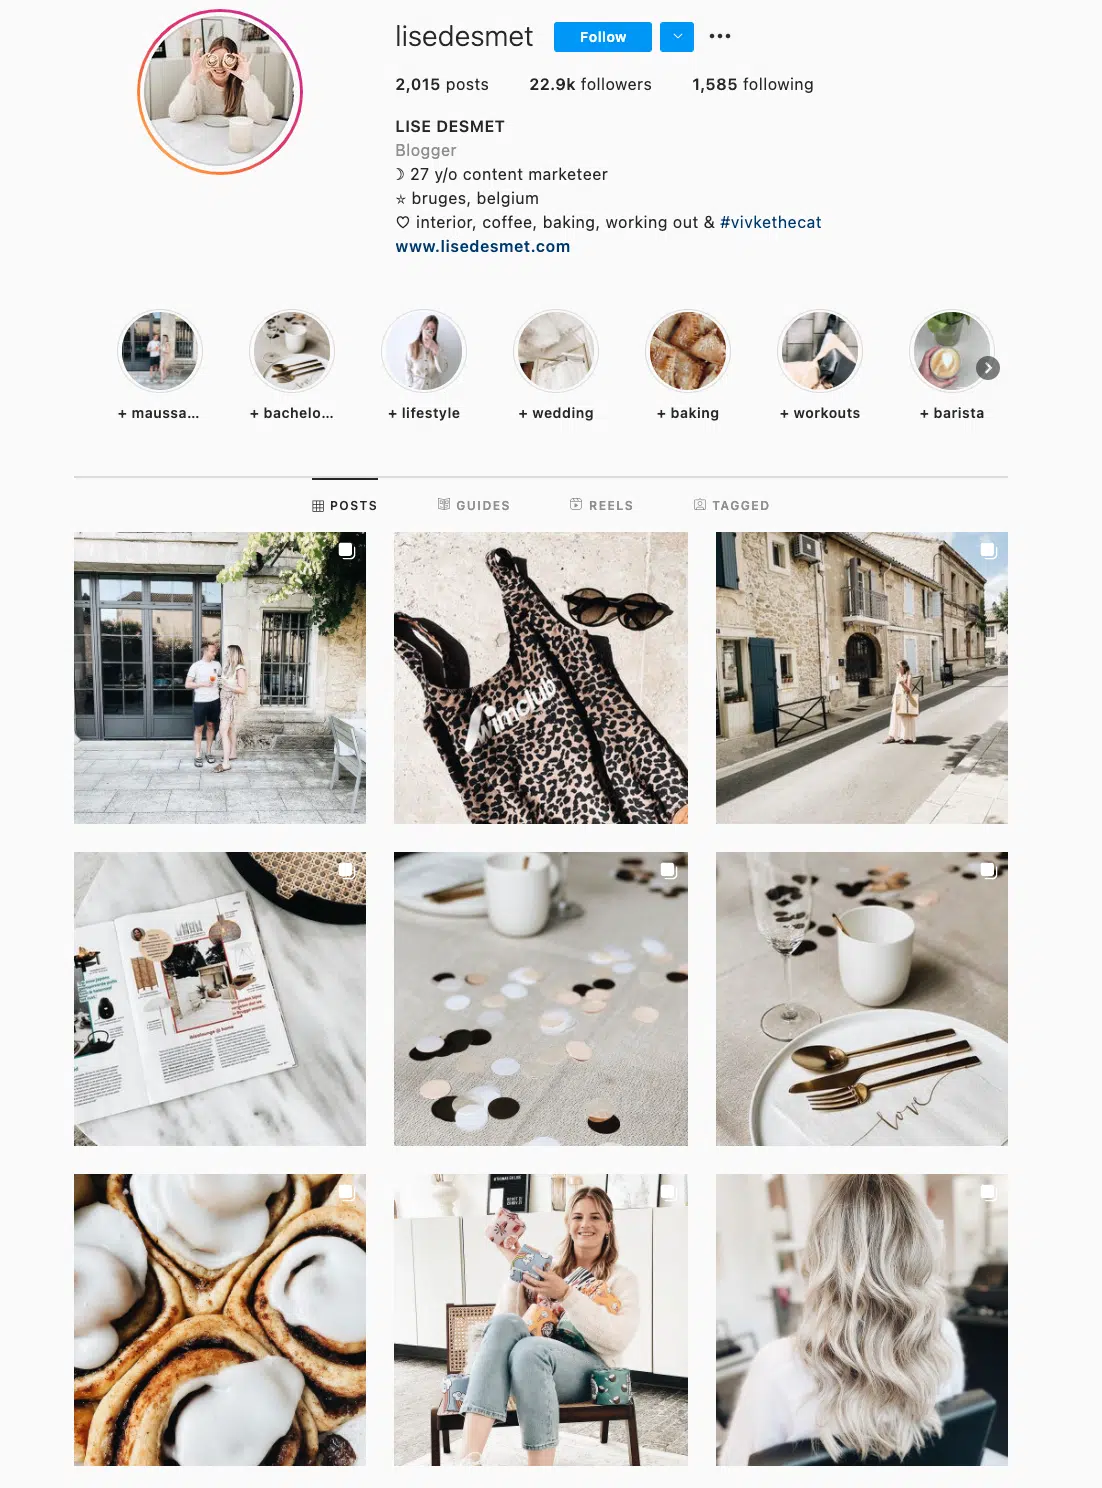 lisedesmet Follow
2,015 posts 22.9k followers 1,585 following
LISE DESMET
Blogger
☽ 27 y/o content marketeer
☆ bruges, belgium
♡ interior, coffee, baking, working out & #vivkethecat
www.lisedesmet.com
+ maussa... + bachelo... + lifestyle + wedding + baking + workouts + barista
POSTS GUIDES REELS TAGGED
Swimclub
love